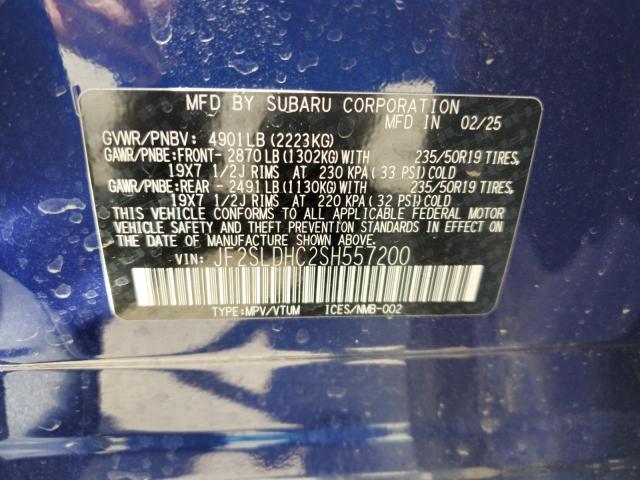 MFD BY SUBARU CORPORATION
MFD IN 02/25
GVWR/PNBV: 4901LB (2223KG)
GAWR/PNBE:FRONT- 2870LB (1302KG) WITH 235/50R19 TIRES,
19X7 1/2J RIMS AT 230 KPA (33 PSI) COLD
GAWR/PNBE:REAR - 2491LB (1130KG) WITH 235/50R19 TIRES,
19X7 1/2J RIMS AT 220 KPA (32 PSI) COLD
THIS VEHICLE CONFORMS TO ALL APPLICABLE FEDERAL MOTOR
VEHICLE SAFETY AND THEFT PREVENTION STANDARDS IN EFFECT ON
THE DATE OF MANUFACTURE SHOWN ABOVE.
VIN: JF2SLDHC2SH557200
TYPE:MPV/VTUM ICES/NMB-002